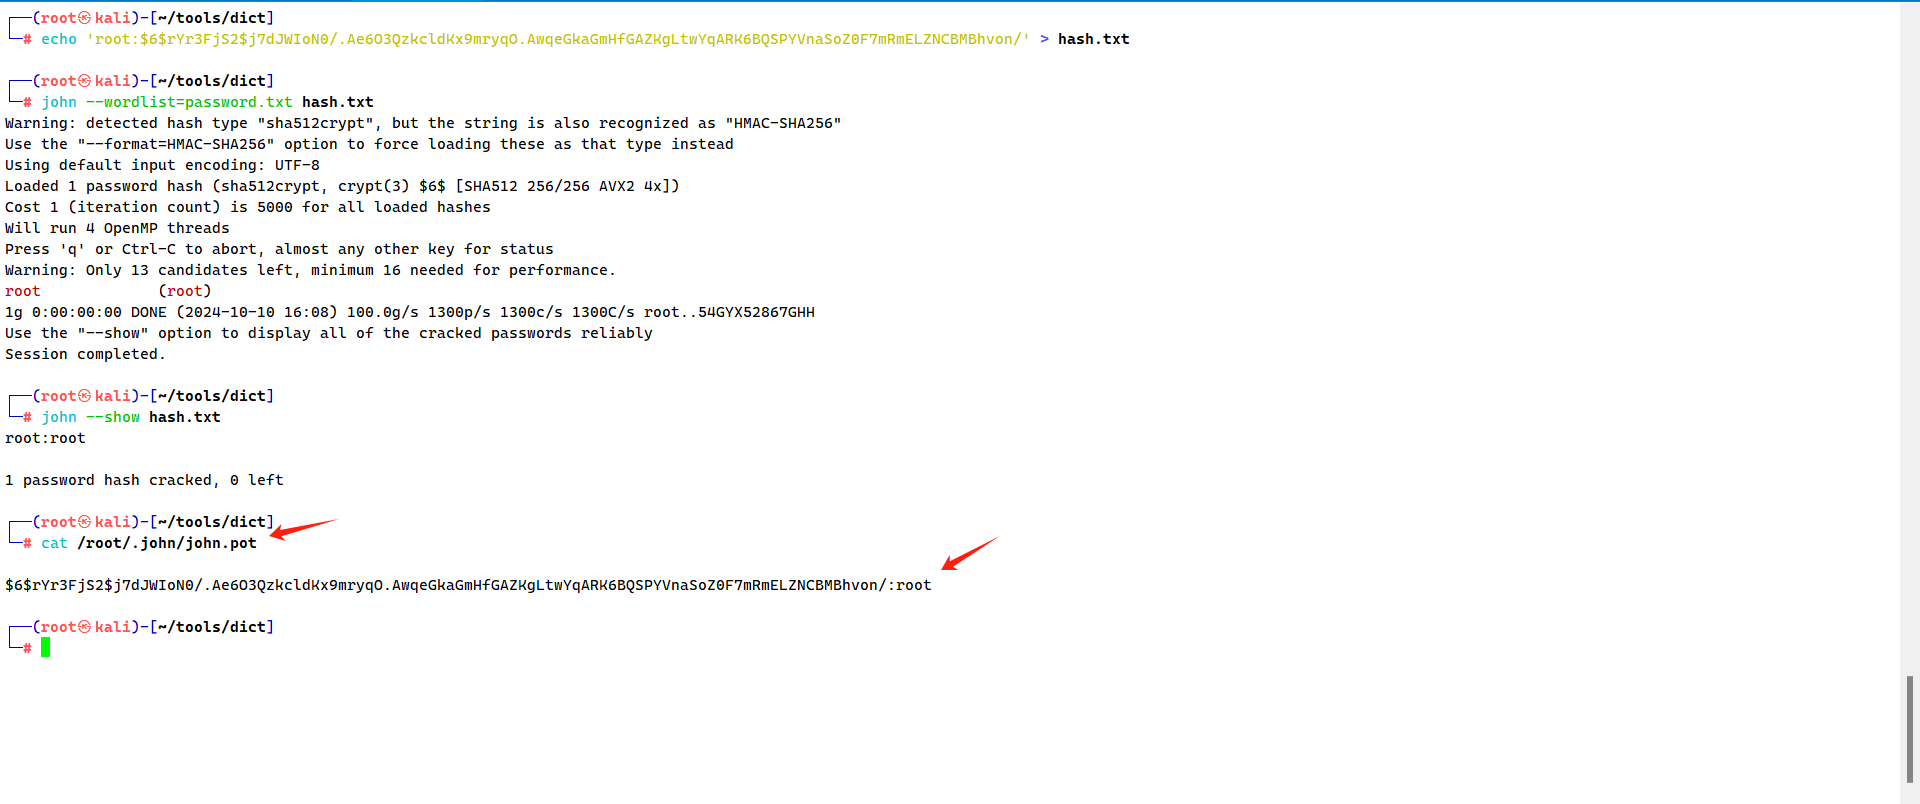 ┌──(root㉿kali)-[~/tools/dict]
└─# echo 'root:$6$rYr3FjS2$j7dJWIoN0/.Ae6O3QzkcldKx9mryqO.AwqeGkaGmHfGAZKgLtwYqARK6BQSPYVnaSoZ0F7mRmELZNCBMBhvon/' > hash.txt
┌──(root㉿kali)-[~/tools/dict]
└─# john --wordlist=password.txt hash.txt
Warning: detected hash type "sha512crypt", but the string is also recognized as "HMAC-SHA256"
Use the "--format=HMAC-SHA256" option to force loading these as that type instead
Using default input encoding: UTF-8
Loaded 1 password hash (sha512crypt, crypt(3) $6$ [SHA512 256/256 AVX2 4x])
Cost 1 (iteration count) is 5000 for all loaded hashes
Will run 4 OpenMP threads
Press 'q' or Ctrl-C to abort, almost any other key for status
Warning: Only 13 candidates left, minimum 16 needed for performance.
root             (root)
1g 0:00:00:00 DONE (2024-10-10 16:08) 100.0g/s 1300p/s 1300c/s 1300C/s root..54GYX52867GHH
Use the "--show" option to display all of the cracked passwords reliably
Session completed.
┌──(root㉿kali)-[~/tools/dict]
└─# john --show hash.txt
root:root
1 password hash cracked, 0 left
┌──(root㉿kali)-[~/tools/dict]
└─# cat /root/.john/john.pot
$6$rYr3FjS2$j7dJWIoN0/.Ae6O3QzkcldKx9mryqO.AwqeGkaGmHfGAZKgLtwYqARK6BQSPYVnaSoZ0F7mRmELZNCBMBhvon/:root
┌──(root㉿kali)-[~/tools/dict]
└─#